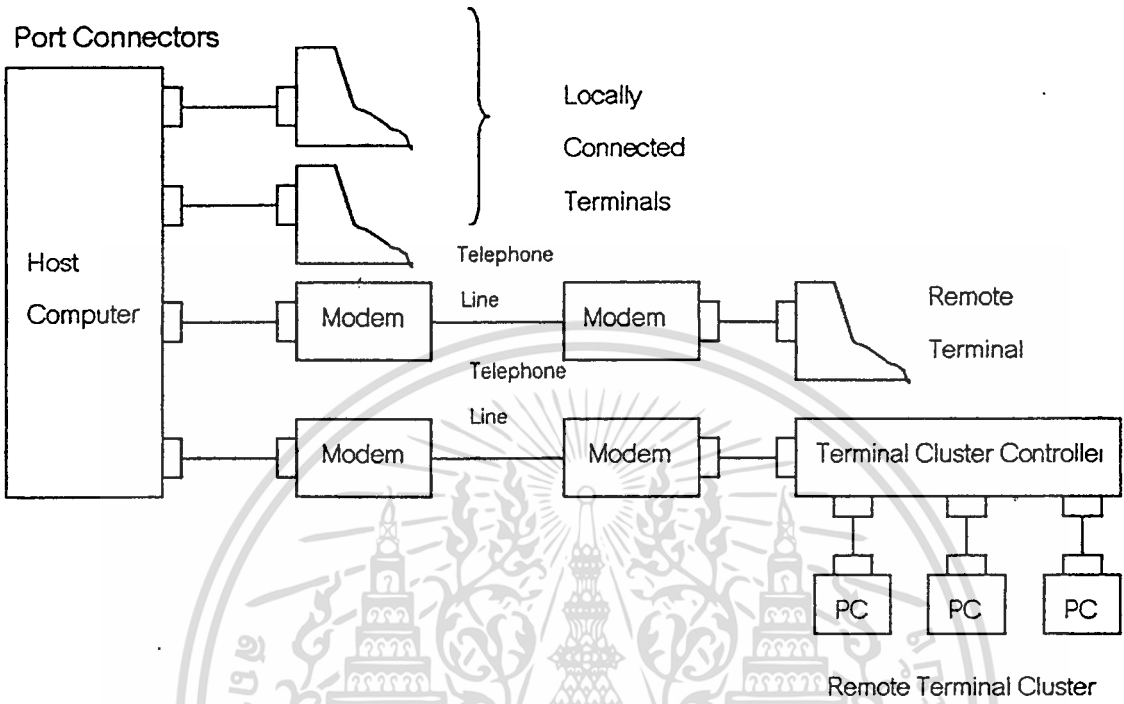 Port Connectors
Locally
Connected
Terminals
Host
Computer
Telephone
Line
Modem
Modem
Remote
Terminal
Telephone
Line
Modem
Modem
Terminal Cluster Controller
PC
PC
PC
Remote Terminal Cluster